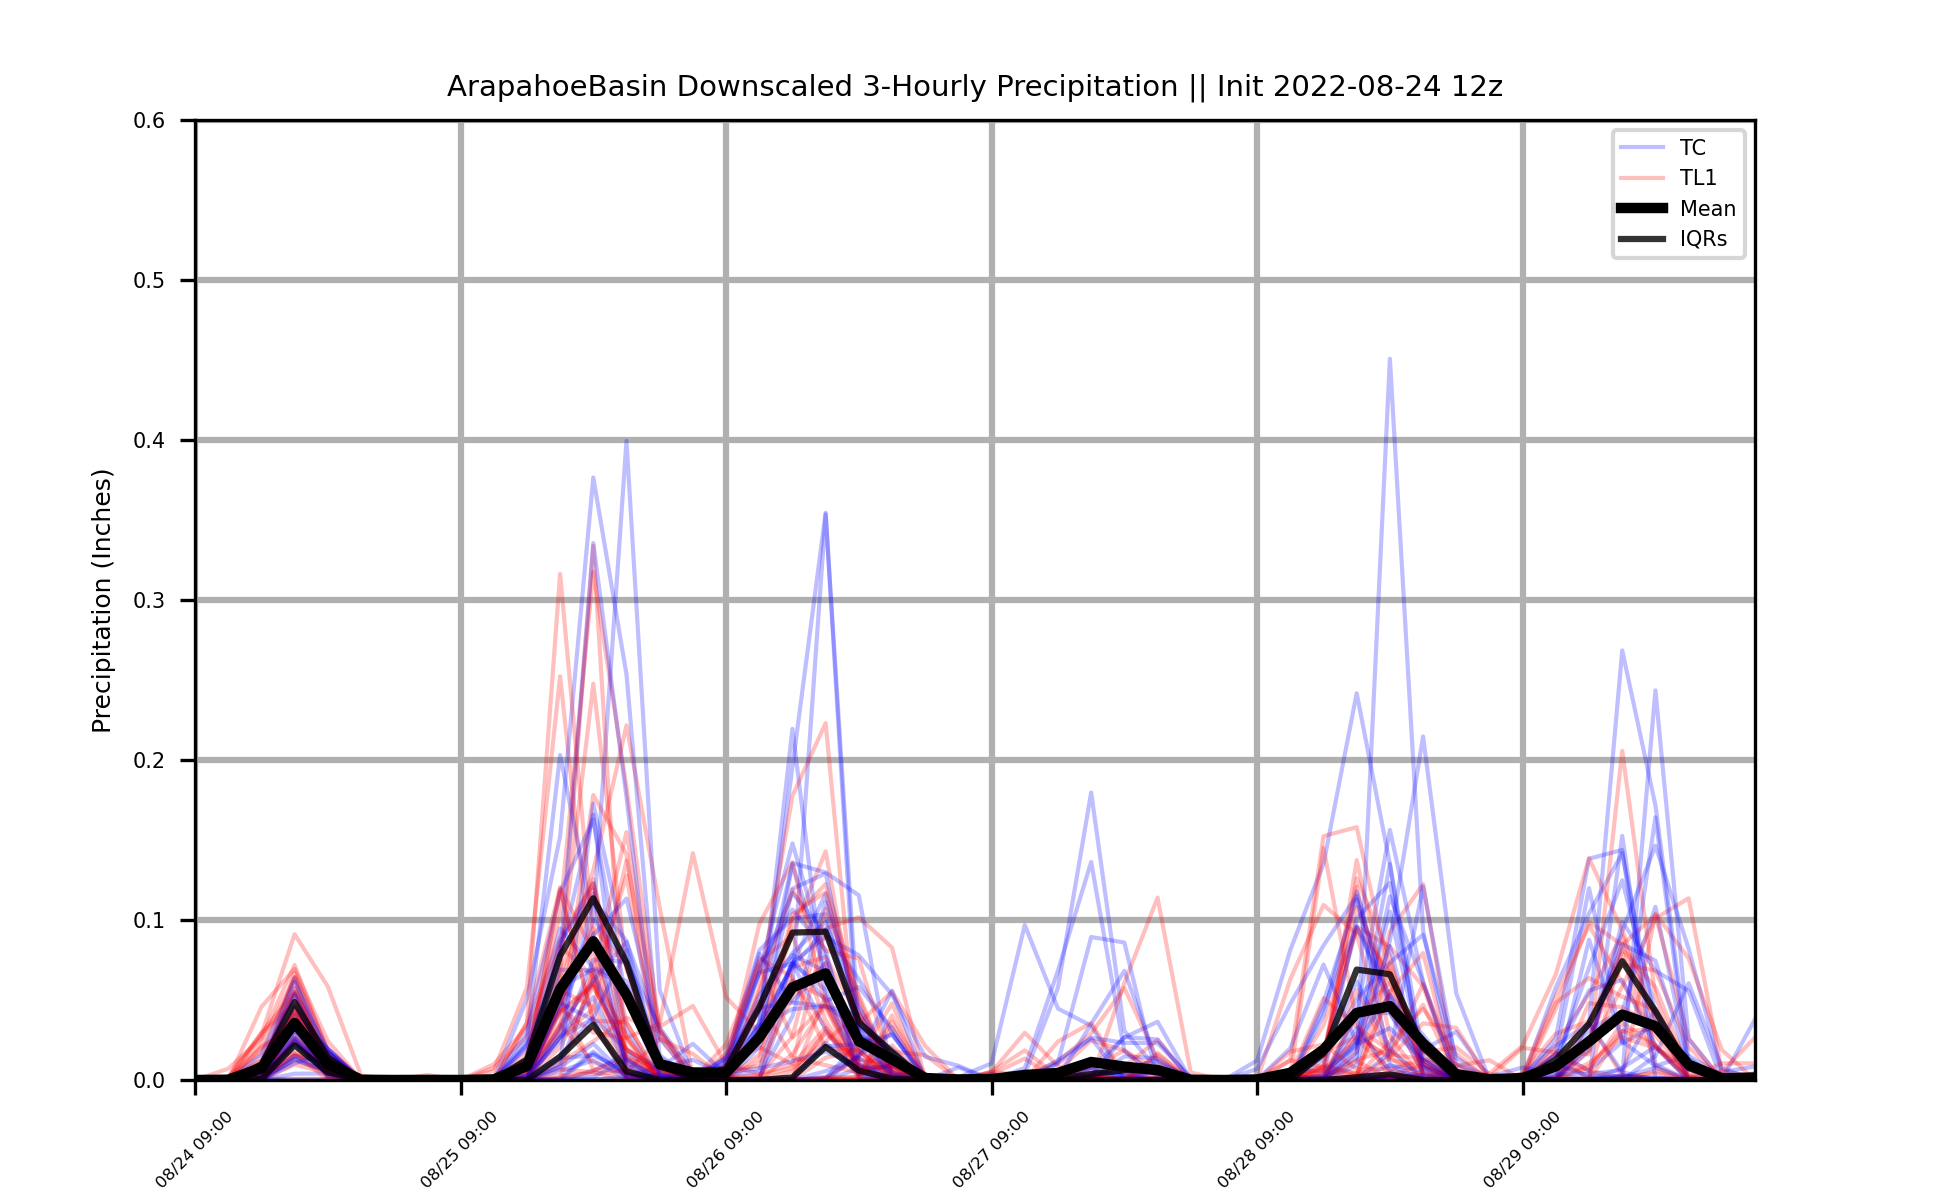 ArapahoeBasin Downscaled 3-Hourly Precipitation || Init 2022-08-24 12z
Precipitation (Inches)
0.6
0.5
0.4
0.3
0.2
0.1
0.0
TC
TL1
Mean
IQRs
08/24 09:00
08/25 09:00
08/26 09:00
08/27 09:00
08/28 09:00
08/29 09:00